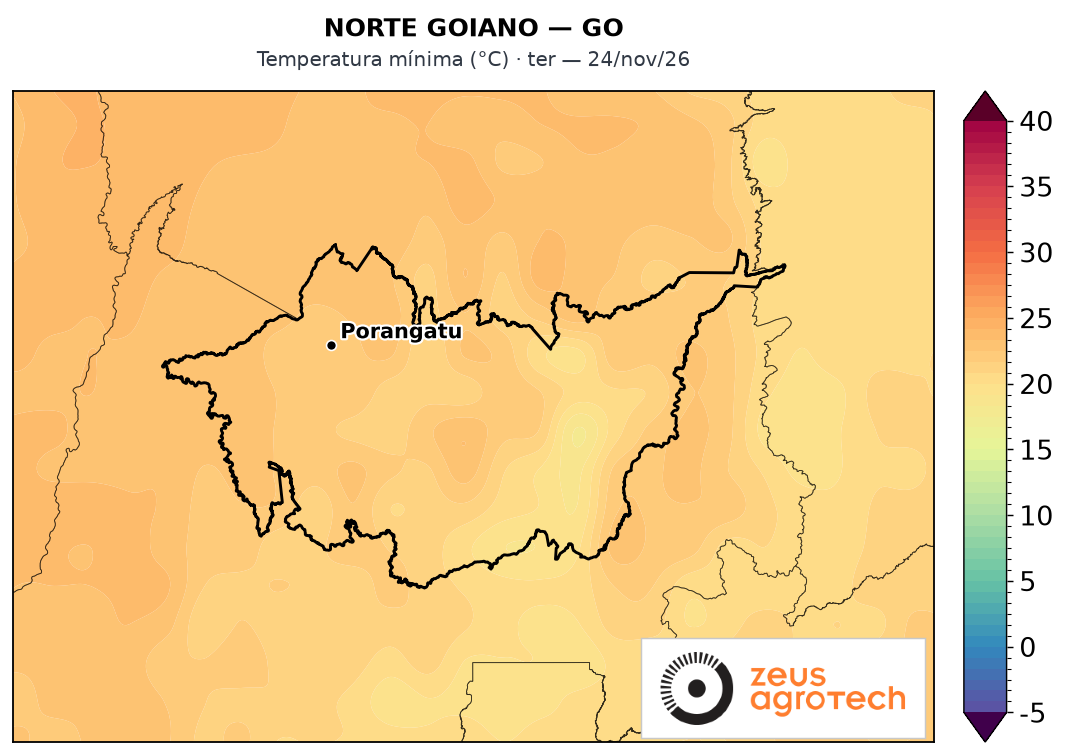 NORTE GOIANO — GO
Temperatura mínima (°C) · ter — 24/nov/26
Porangatu
40
35
30
25
20
15
10
5
0
-5
zeus
agrotech